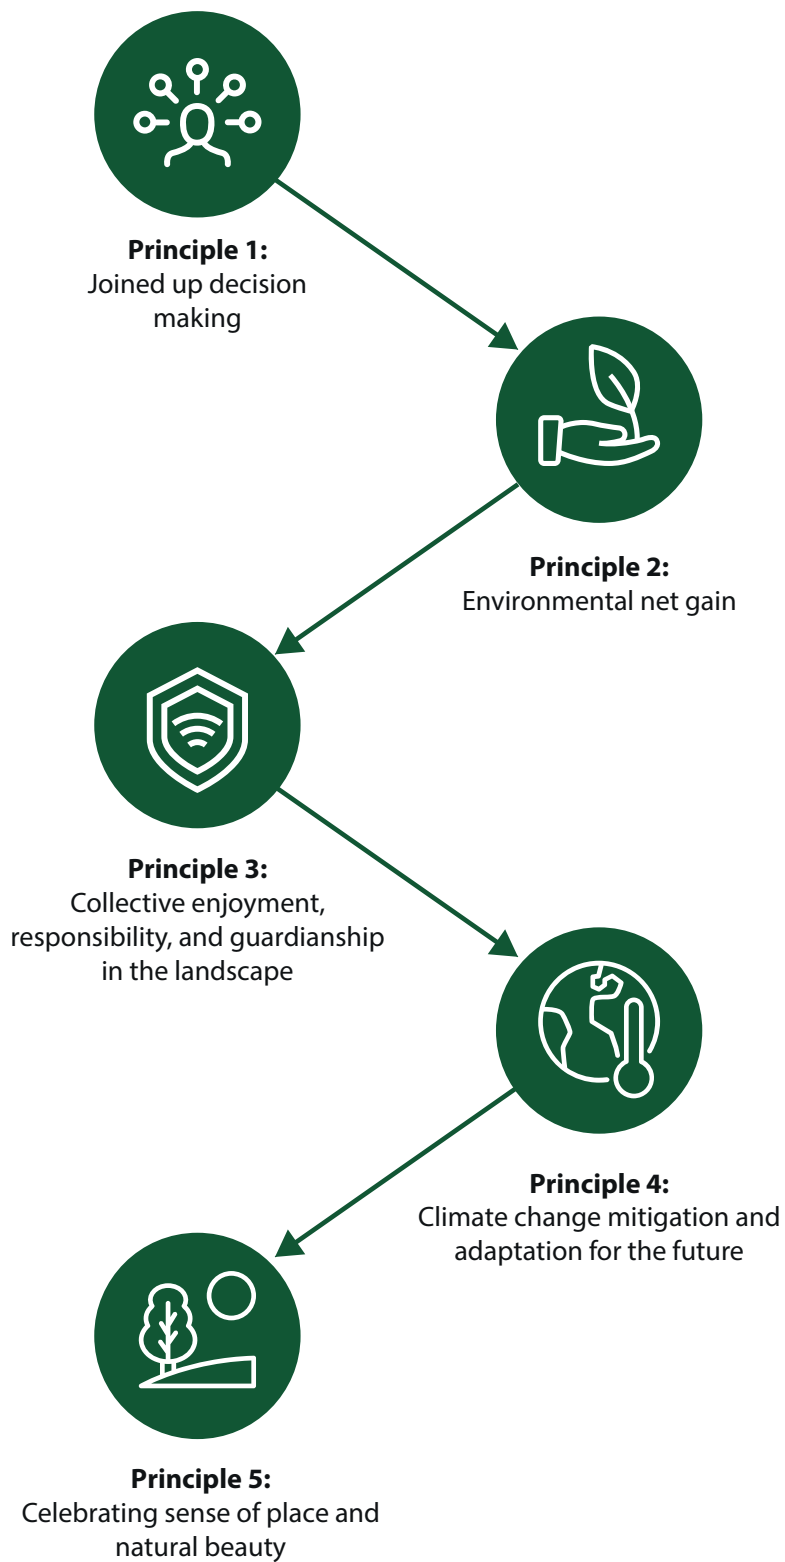 Principle 1:
Joined up decision
making
Principle 2:
Environmental net gain
Principle 3:
Collective enjoyment,
responsibility, and guardianship
in the landscape
Principle 4:
Climate change mitigation and
adaptation for the future
Principle 5:
Celebrating sense of place and
natural beauty